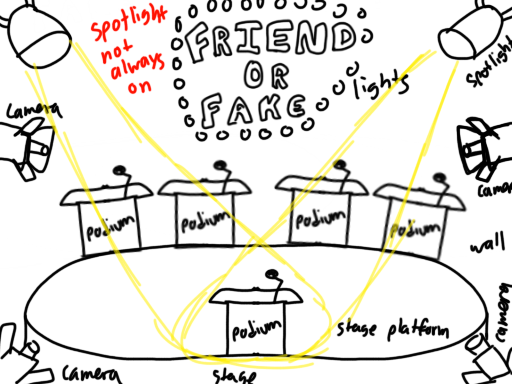 spotlight
not
always
on
FRIEND
OR
FAKE
lights
spotlight
camera
camera
podium
podium
podium
podium
wall
podium
stage platform
camera
camera
stage